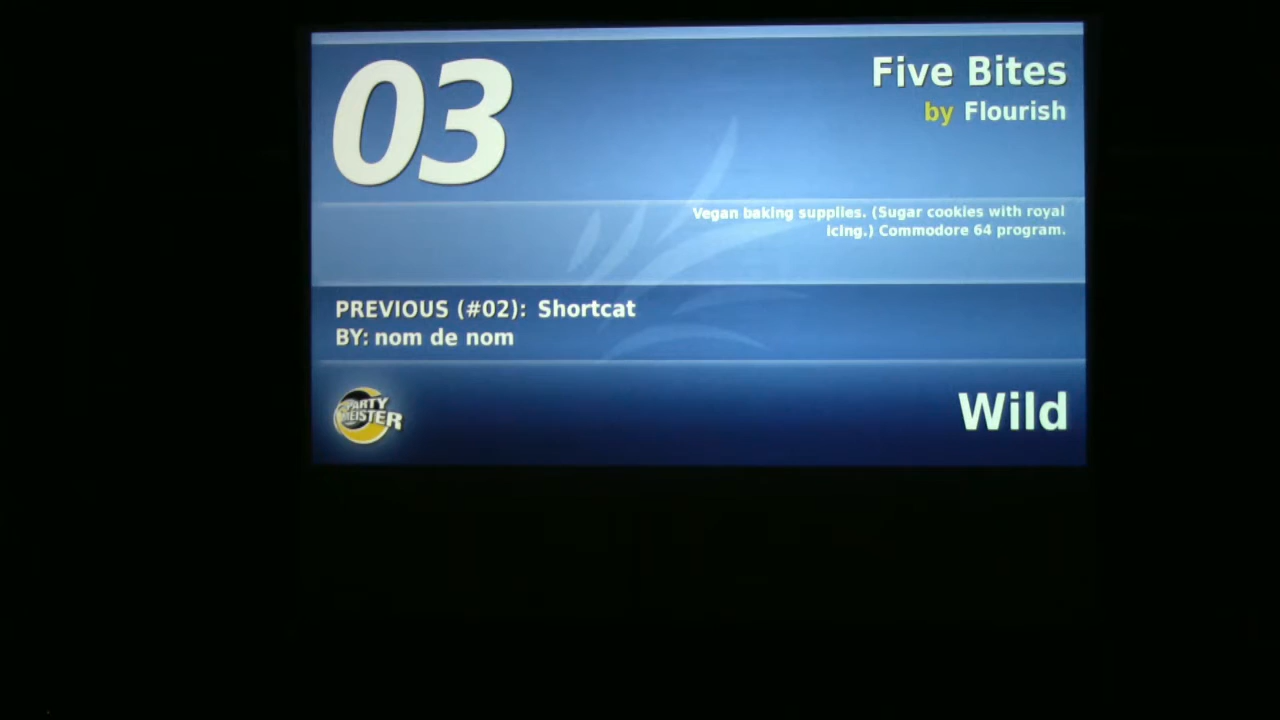 03
Five Bites
by Flourish
Vegan baking supplies. (Sugar cookies with royal
icing.) Commodore 64 program.
PREVIOUS (#02): Shortcat
BY: nom de nom
PARTY
MEISTER
Wild